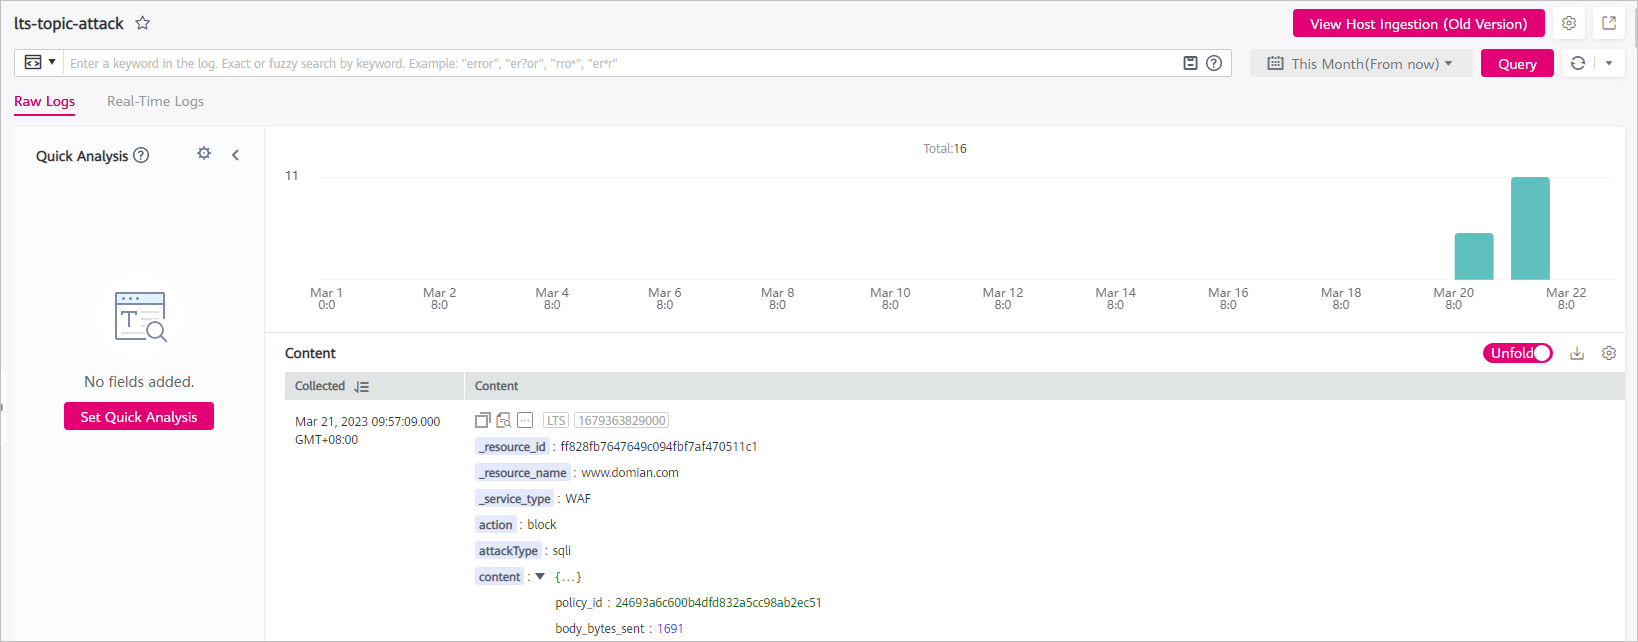 lts-topic-attack
View Host Ingestion (Old Version)
Enter a keyword in the log. Exact or fuzzy search by keyword. Example: "error", "er?or", "rro*", "er*r"
This Month(From now)
Query
Raw Logs
Real-Time Logs
Quick Analysis
No fields added.
Set Quick Analysis
Total:16
11
Mar 1 0:0
Mar 2 8:0
Mar 4 8:0
Mar 6 8:0
Mar 8 8:0
Mar 10 8:0
Mar 12 8:0
Mar 14 8:0
Mar 16 8:0
Mar 18 8:0
Mar 20 8:0
Mar 22 8:0
Content
Unfold
Collected
Content
Mar 21, 2023 09:57:09.000
GMT+08:00
LTS 1679363829000
_resource_id : ff828fb7647649c094fbf7af470511c1
_resource_name : www.domian.com
_service_type : WAF
action : block
attackType : sqli
content : {...}
policy_id : 24693a6c600b4dfd832a5cc98ab2ec51
body_bytes_sent : 1691